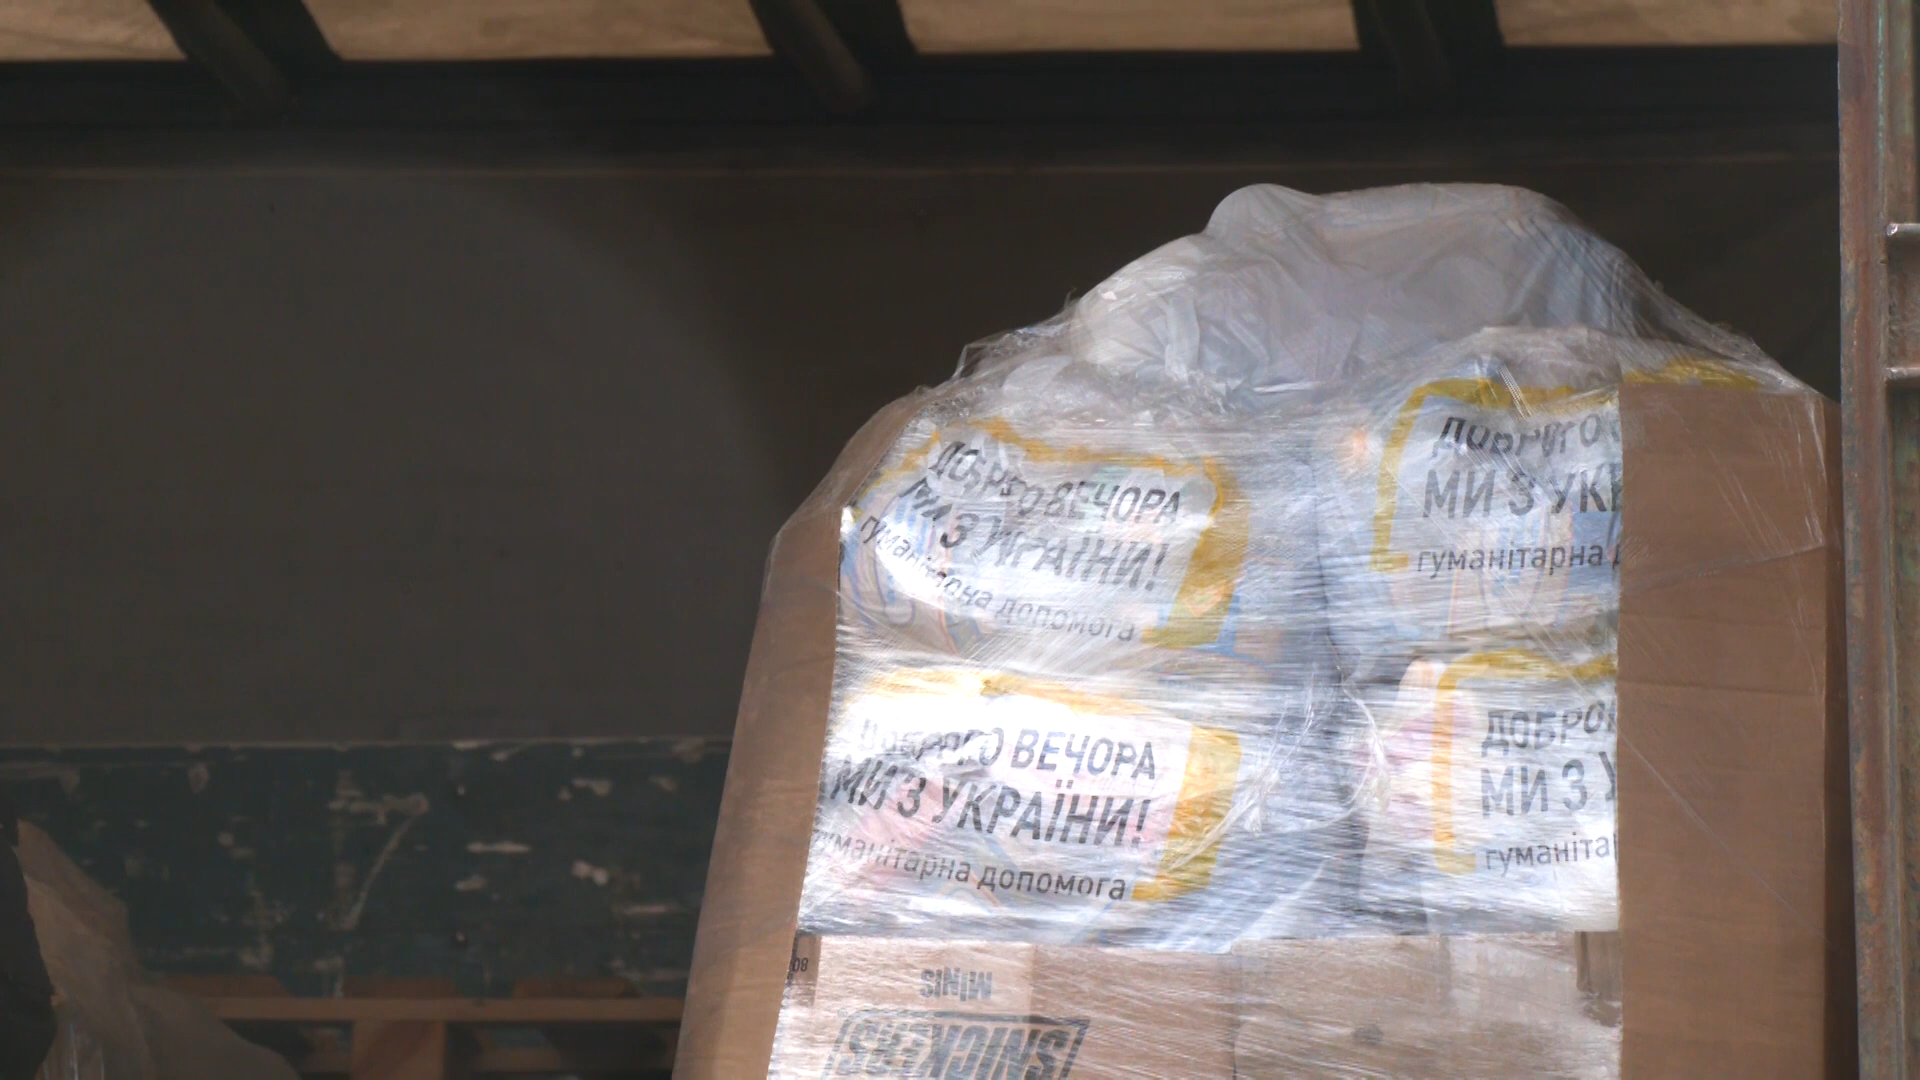 ДОБРОГО ВЕЧОРА
МИ З УКРАЇНИ!
гуманітарна допомога
ДОБРОГО
МИ З УКР
гуманітарна д
ДОБРОГО ВЕЧОРА
МИ З УКРАЇНИ!
гуманітарна допомога
ДОБРО
МИ З У
гуманіта
MINIS
SNICKERS